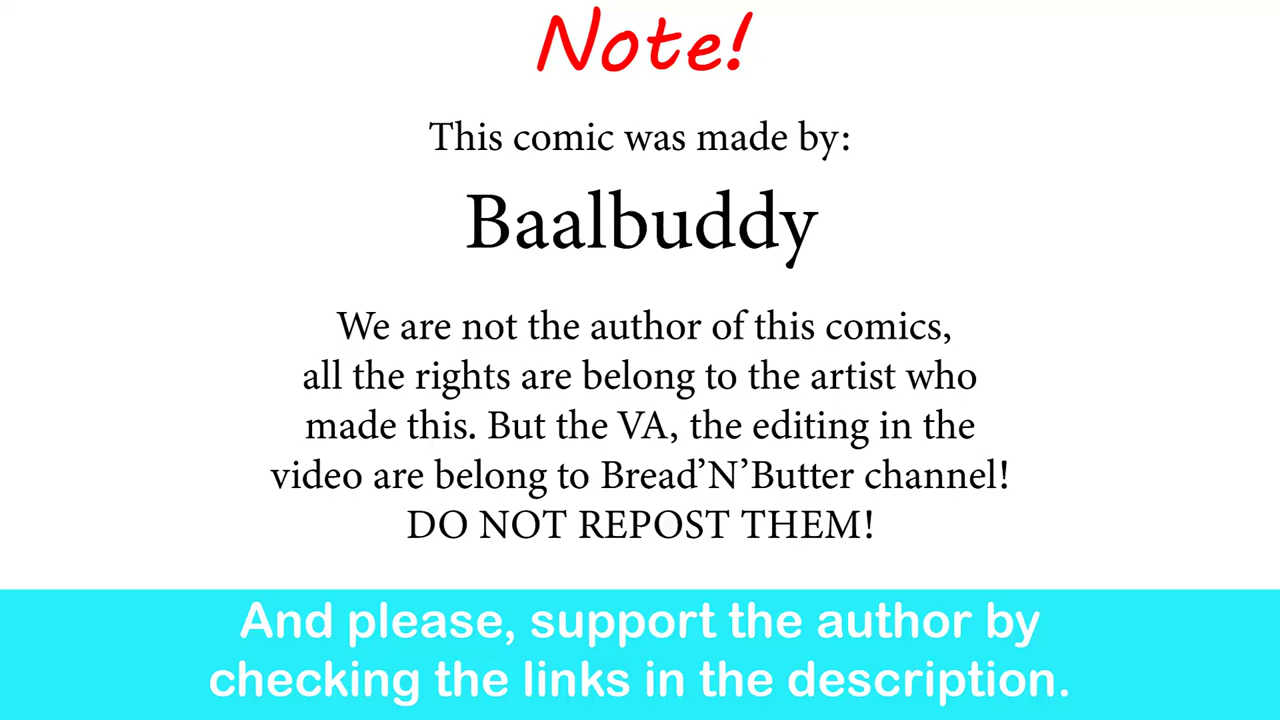 Note!
This comic was made by:
Baalbuddy
We are not the author of this comics,
all the rights are belong to the artist who
made this. But the VA, the editing in the
video are belong to Bread’N’Butter channel!
DO NOT REPOST THEM!
And please, support the author by
checking the links in the description.